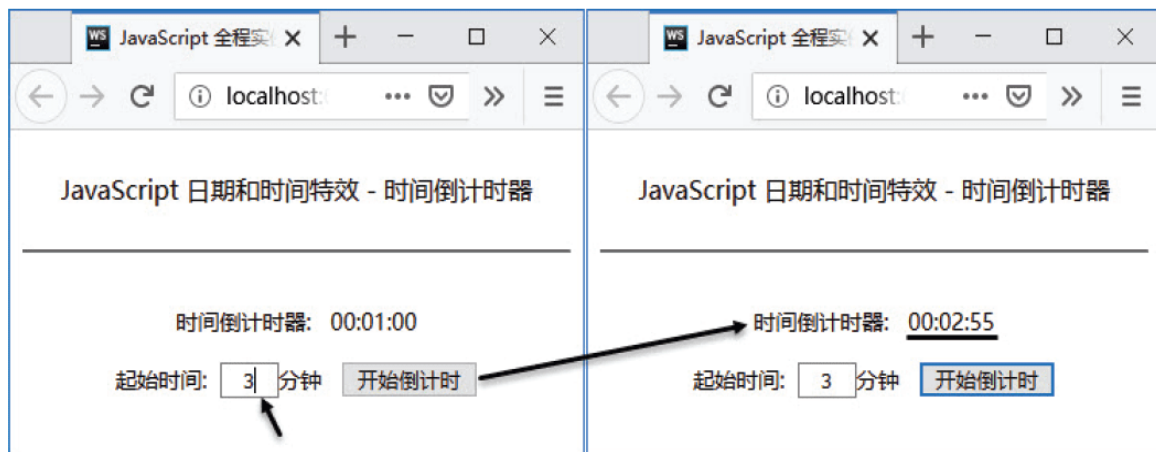 WS JavaScript 全程实
localhost:
JavaScript 日期和时间特效 - 时间倒计时器
时间倒计时器: 00:01:00
起始时间: 3 分钟 开始倒计时
WS JavaScript 全程实
localhost:
JavaScript 日期和时间特效 - 时间倒计时器
时间倒计时器: 00:02:55
起始时间: 3 分钟 开始倒计时